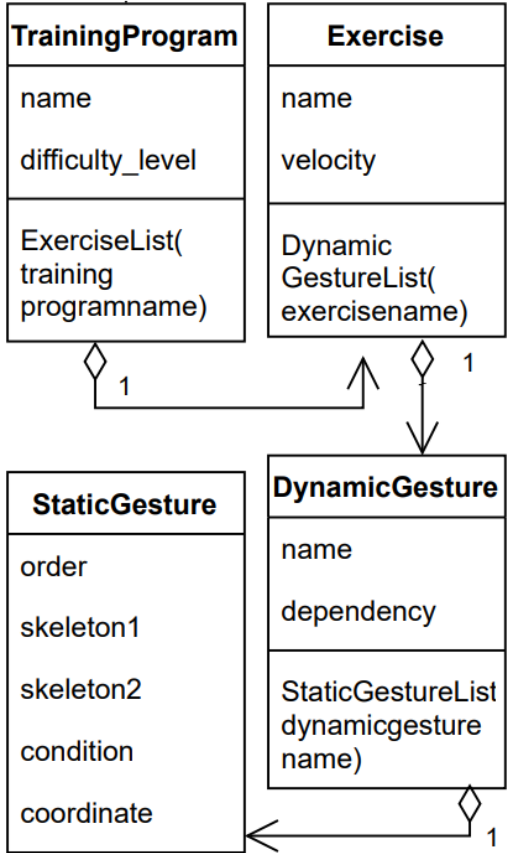 TrainingProgram
name
difficulty_level
ExerciseList(
training
programname)
1
Exercise
name
velocity
Dynamic
GestureList(
exercisename)
1
StaticGesture
order
skeleton1
skeleton2
condition
coordinate
DynamicGesture
name
dependency
StaticGestureList
dynamicgesture
name)
1